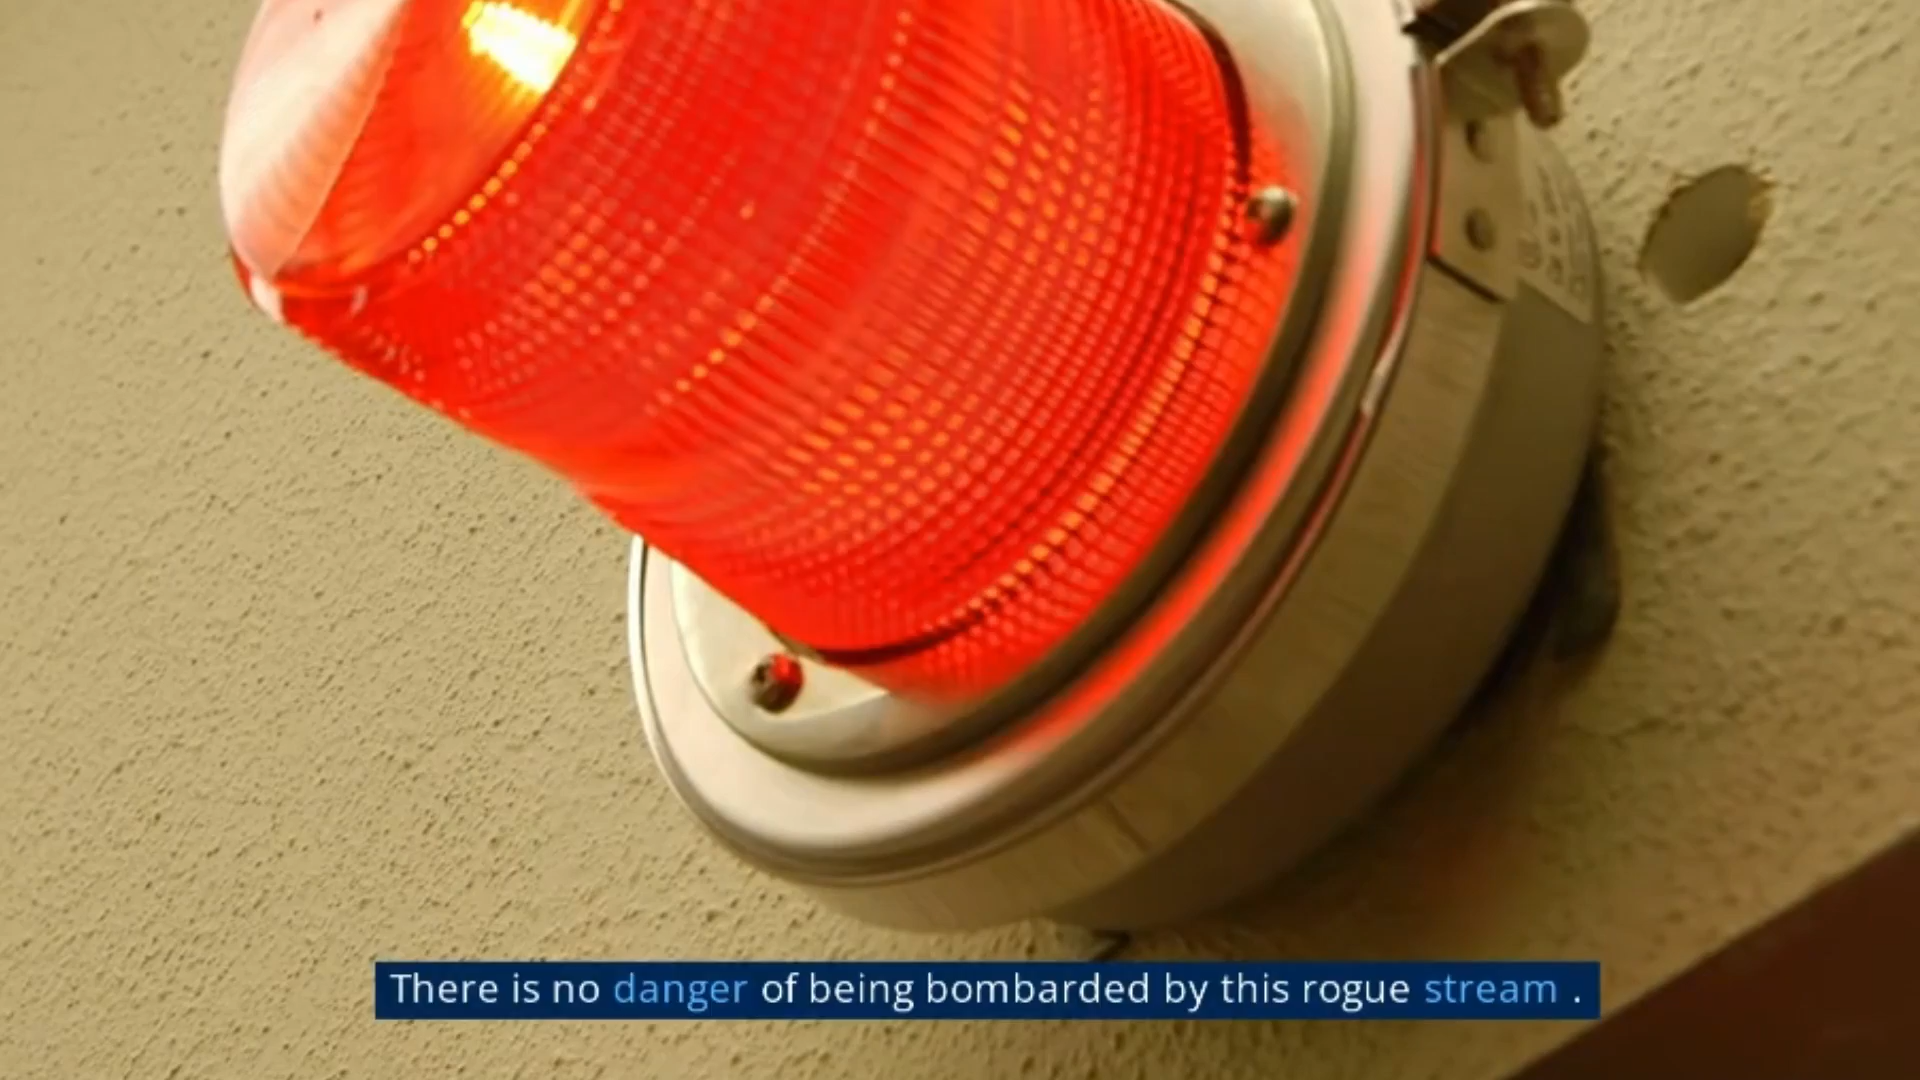 There is no danger of being bombarded by this rogue stream .